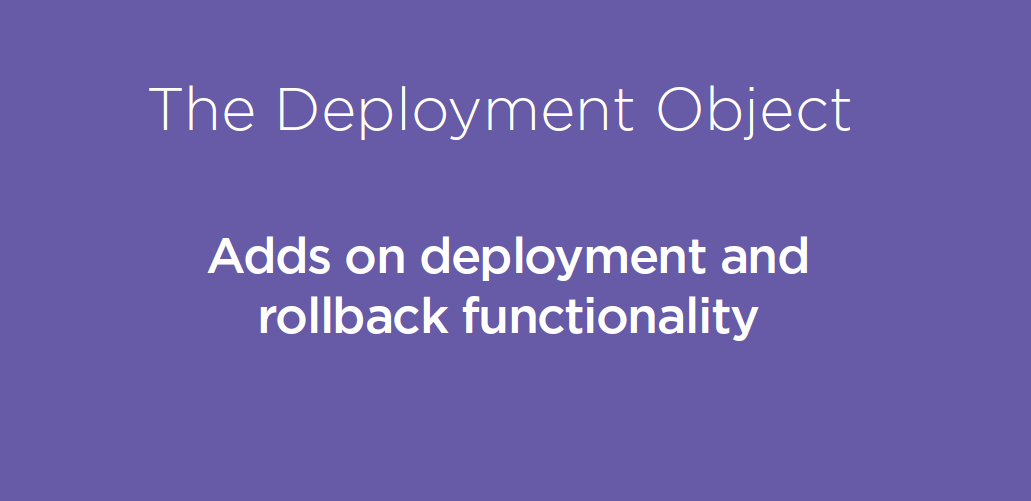 The Deployment Object
Adds on deployment and
rollback functionality